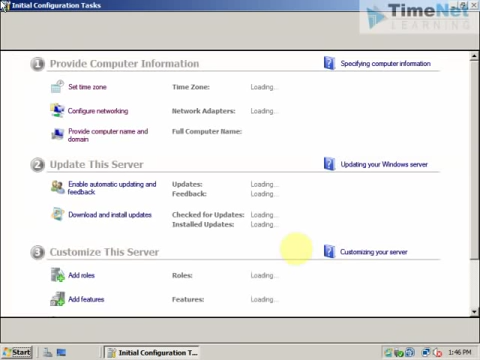 Initial Configuration Tasks
TimeNet
LEARNING
1 Provide Computer Information
Specifying computer information
Set time zone
Time Zone:
Loading...
Configure networking
Network Adapters:
Loading...
Provide computer name and
domain
Full Computer Name:
2 Update This Server
Updating your Windows server
Enable automatic updating and
feedback
Updates:
Loading...
Feedback:
Loading...
Download and install updates
Checked for Updates:
Loading...
Installed Updates:
Loading...
3 Customize This Server
Customizing your server
Add roles
Roles:
Loading...
Add features
Features:
Loading...
Start
Initial Configuration T...
1:46 PM